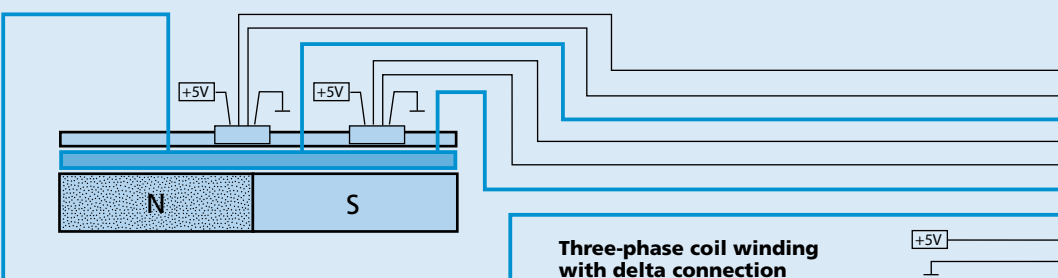 +5V
+5V
N
S
Three-phase coil winding
with delta connection
+5V